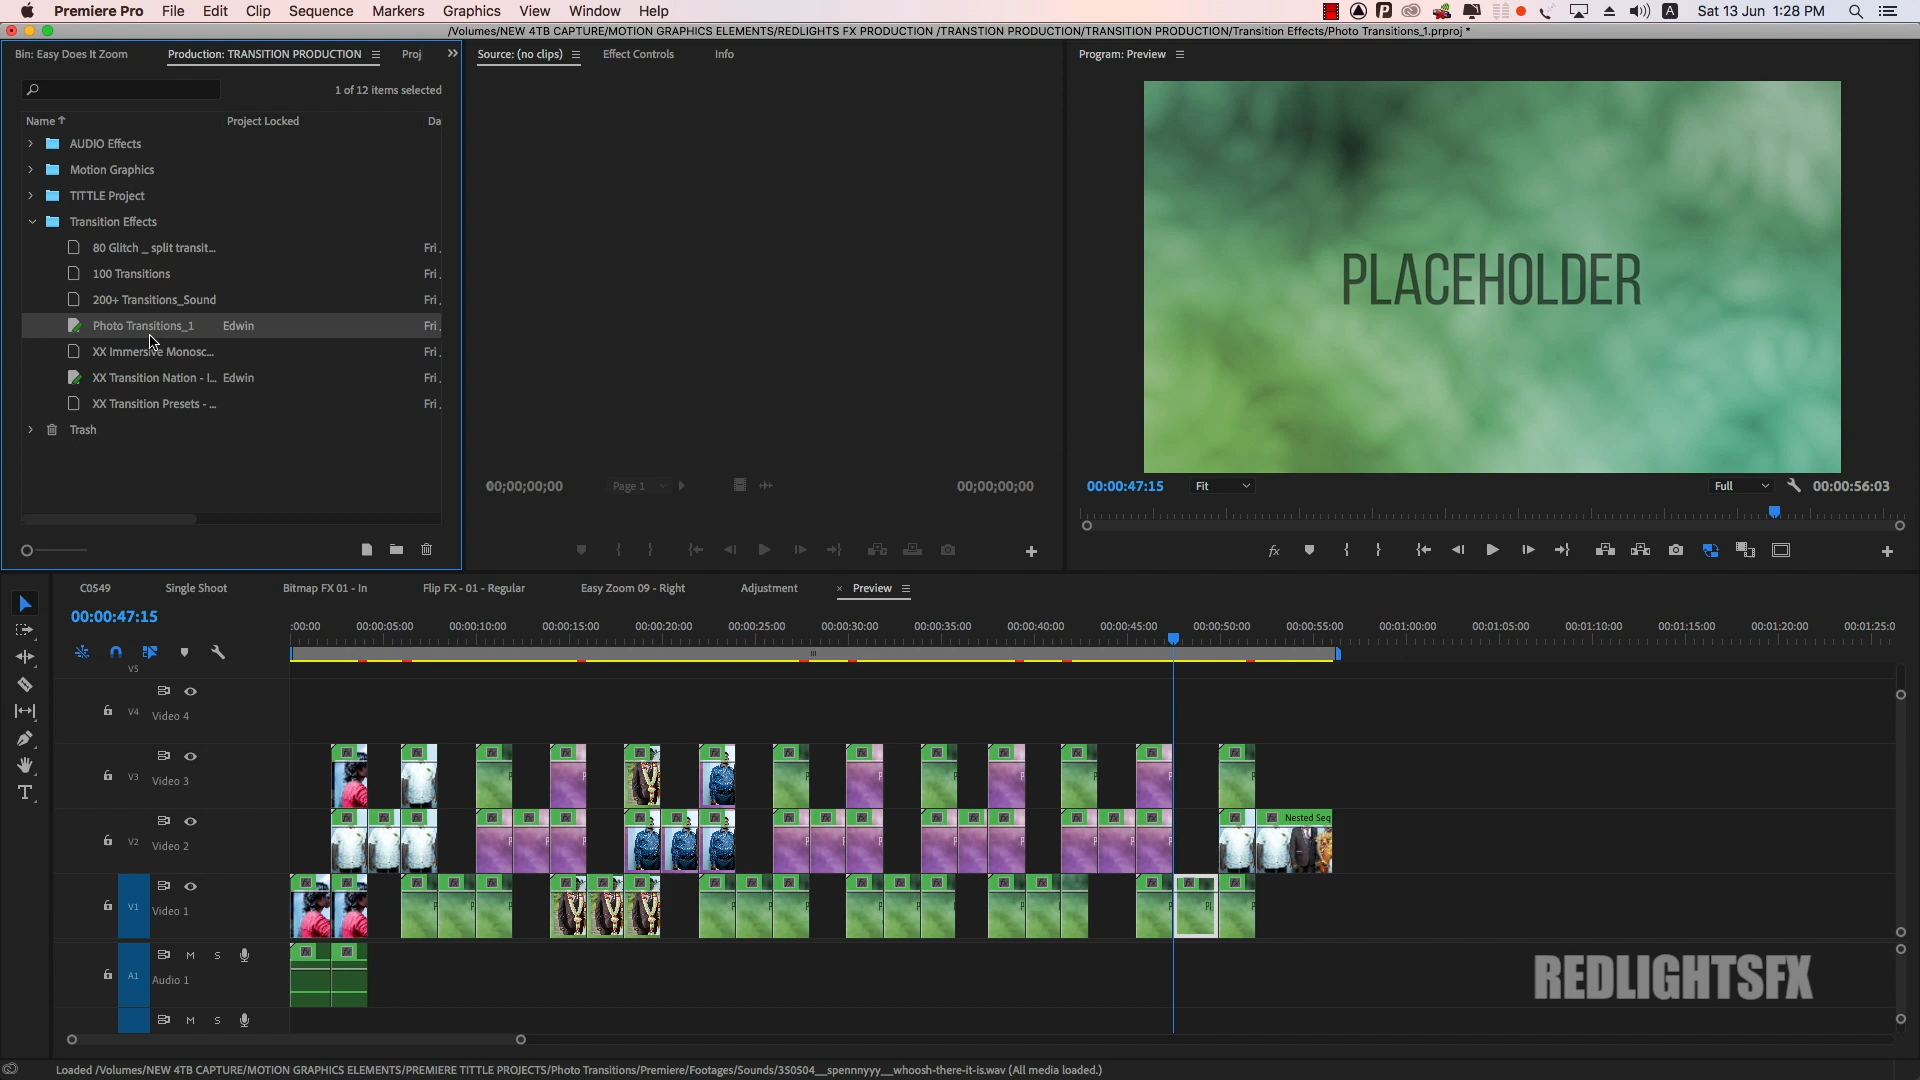 Premiere Pro File Edit Clip Sequence Markers Graphics View Window Help
A Sat 13 Jun 1:28 PM
/Volumes/NEW 4TB CAPTURE/MOTION GRAPHICS ELEMENTS/REDLIGHTS FX PRODUCTION /TRANSTION PRODUCTION/TRANSITION PRODUCTION/Transition Effects/Photo Transitions_1.prproj *
Bin: Easy Does It Zoom Production: TRANSITION PRODUCTION Proj
Source: (no clips) Effect Controls Info
Program: Preview
1 of 12 items selected
Name Project Locked Da
AUDIO Effects
Motion Graphics
TITTLE Project
Transition Effects
80 Glitch _ split transit... Fri,
100 Transitions Fri,
200+ Transitions_Sound Fri,
Photo Transitions_1 Edwin Fri,
XX Immersive Monosc... Fri,
XX Transition Nation - I... Edwin Fri,
XX Transition Presets - ... Fri,
Trash
PLACEHOLDER
00;00;00;00 Page 1 00;00;00;00
00:00:47:15 Fit Full 00:00:56:03
C0549 Single Shoot Bitmap FX 01 - In Flip FX - 01 - Regular Easy Zoom 09 - Right Adjustment × Preview
00:00:47:15
:00:00 00:00:05:00 00:00:10:00 00:00:15:00 00:00:20:00 00:00:25:00 00:00:30:00 00:00:35:00 00:00:40:00 00:00:45:00 00:00:50:00 00:00:55:00 00:01:00:00 00:01:05:00 00:01:10:00 00:01:15:00 00:01:20:00 00:01:25:0
V5
V4 Video 4
V3 Video 3
V2 Video 2
Nested Seq
V1 V1 Video 1
M S
A1 Audio 1
M S
REDLIGHTSFX
Loaded /Volumes/NEW 4TB CAPTURE/MOTION GRAPHICS ELEMENTS/PREMIERE TITTLE PROJECTS/Photo Transitions/Premiere/Footages/Sounds/350504__spennnyyy__whoosh-there-it-is.wav (All media loaded.)